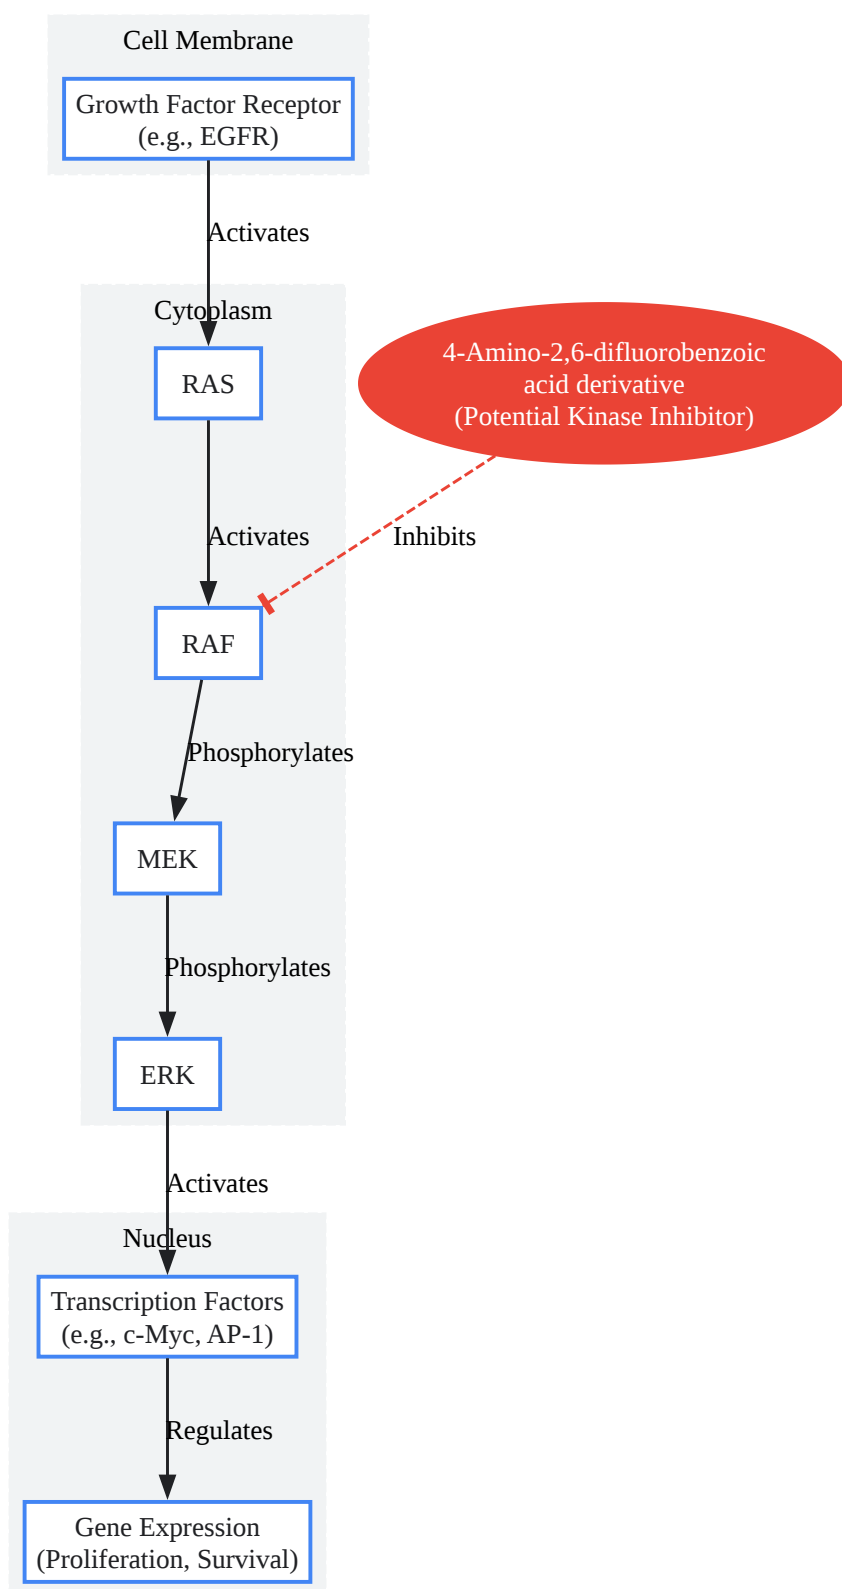 Cell Membrane
Growth Factor Receptor
(e.g., EGFR)
Activates
Cytoplasm
RAS
4-Amino-2,6-difluorobenzoic
acid derivative
(Potential Kinase Inhibitor)
Activates
Inhibits
RAF
Phosphorylates
MEK
Phosphorylates
ERK
Activates
Nucleus
Transcription Factors
(e.g., c-Myc, AP-1)
Regulates
Gene Expression
(Proliferation, Survival)